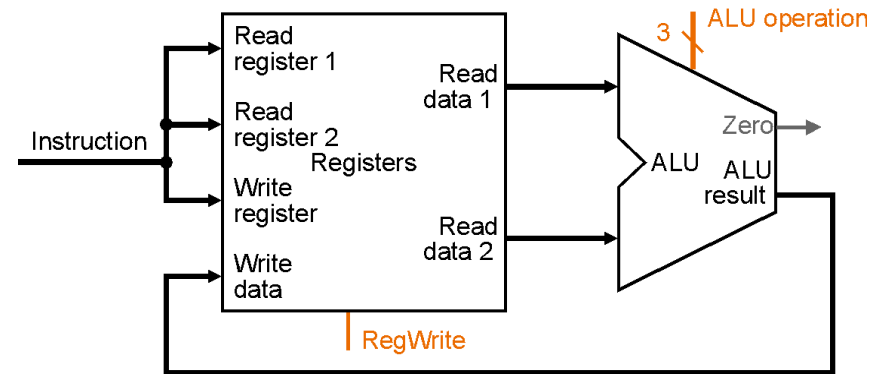 ALU operation
3
Read
register 1
Read
data 1
Read
register 2
Zero
Instruction
Registers
ALU
ALU
result
Write
register
Read
data 2
Write
data
RegWrite